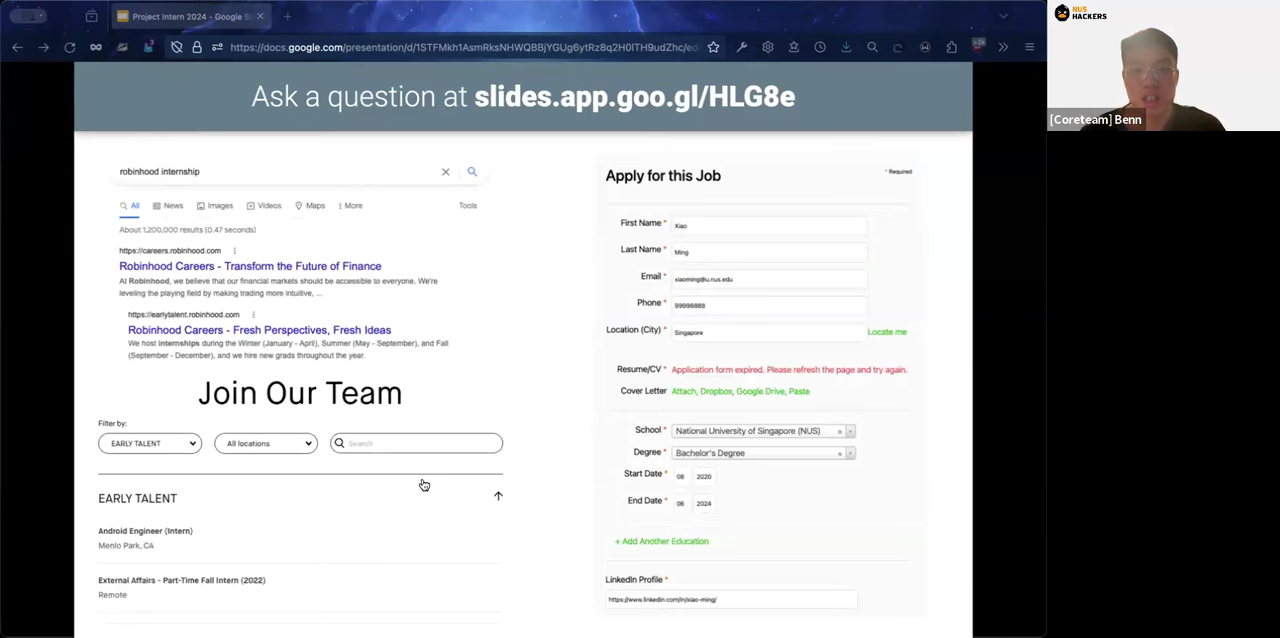 Project Intern 2024 - Google S
https://docs.google.com/presentation/d/1STFMkh1AsmRksNHWQBBjYGUg6ytRz8q2H0lTH9udZhc/ed
NUS
HACKERS
[Coreteam] Benn
Ask a question at slides.app.goo.gl/HLG8e
robinhood internship
All News Images Videos Maps More Tools
About 1,200,000 results (0.47 seconds)
https://careers.robinhood.com
Robinhood Careers - Transform the Future of Finance
At Robinhood, we believe that our financial markets should be accessible to everyone. We're
leveling the playing field by making trading more intuitive, ...
https://earlytalent.robinhood.com
Robinhood Careers - Fresh Perspectives, Fresh Ideas
We host internships during the Winter (January - April), Summer (May - September), and Fall
(September - December), and we hire new grads throughout the year.
Join Our Team
Filter by:
EARLY TALENT All locations Search
EARLY TALENT
Android Engineer (Intern)
Menlo Park, CA
External Affairs - Part-Time Fall Intern (2022)
Remote
Apply for this Job * Required
First Name * Xiao
Last Name * Ming
Email * xiaoming@u.nus.edu
Phone * 99998888
Location (City) * Singapore Locate me
Resume/CV * Application form expired. Please refresh the page and try again.
Cover Letter Attach, Dropbox, Google Drive, Paste
School * National University of Singapore (NUS)
Degree * Bachelor's Degree
Start Date * 08 2020
End Date * 06 2024
+ Add Another Education
LinkedIn Profile *
https://www.linkedin.com/in/xiao-ming/